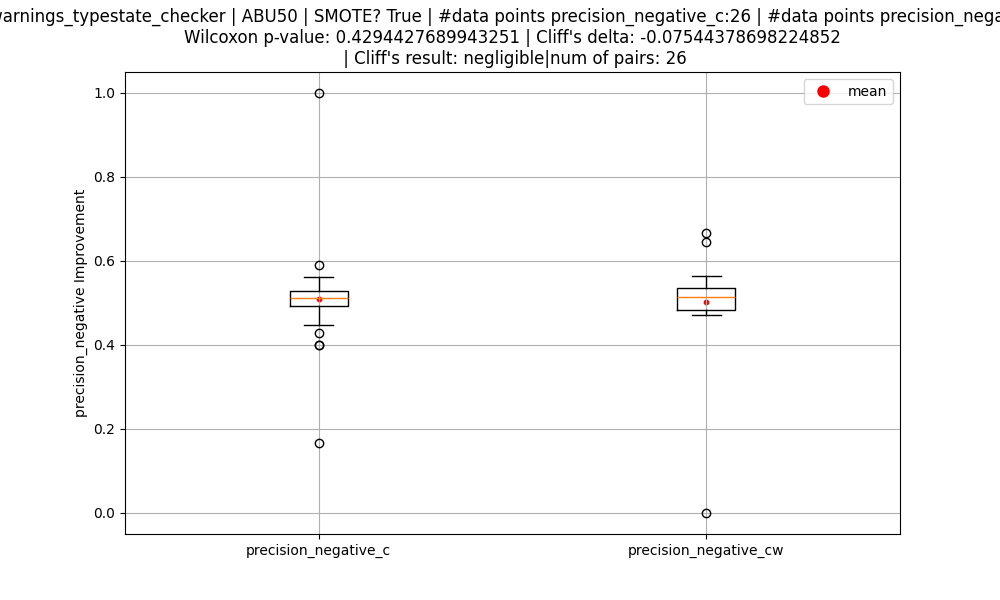 warnings_typestate_checker | ABU50 | SMOTE? True | #data points precision_negative_c:26 | #data points
Wilcoxon p-value: 0.4294427689943251 | Cliff's delta: -0.07544378698224852
| Cliff's result: negligible|num of pairs: 26
mean
precision_negative Improvement
1.0
0.8
0.6
0.4
0.2
0.0
precision_negative_c
precision_negative_cw